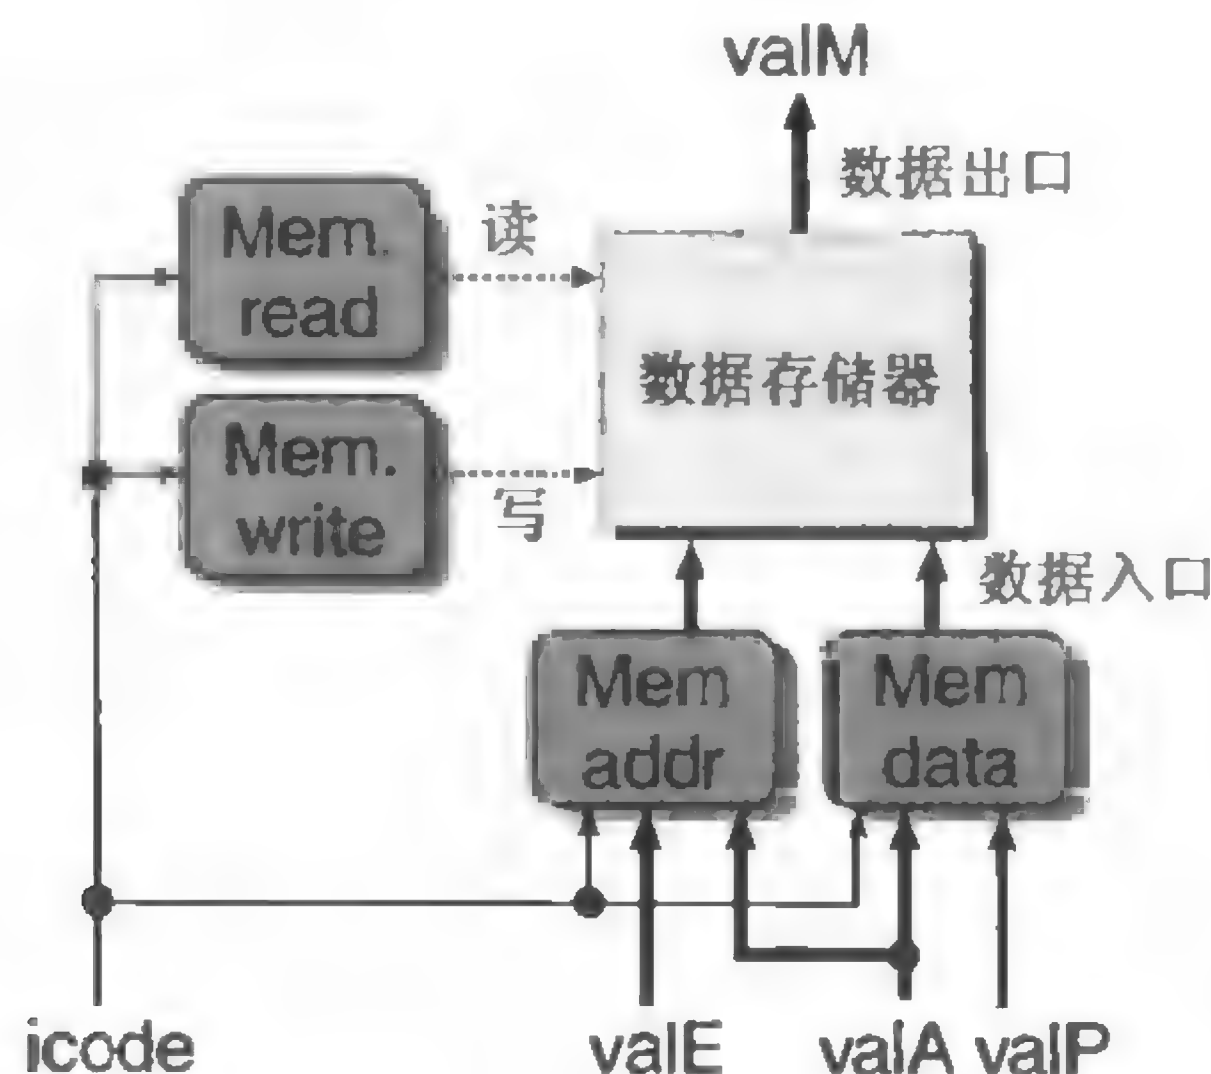 valM
数据出口
Mem.
read
读
数据存储器
Mem.
write
写
数据入口
Mem
addr
Mem
data
icode
valE
valA
valP